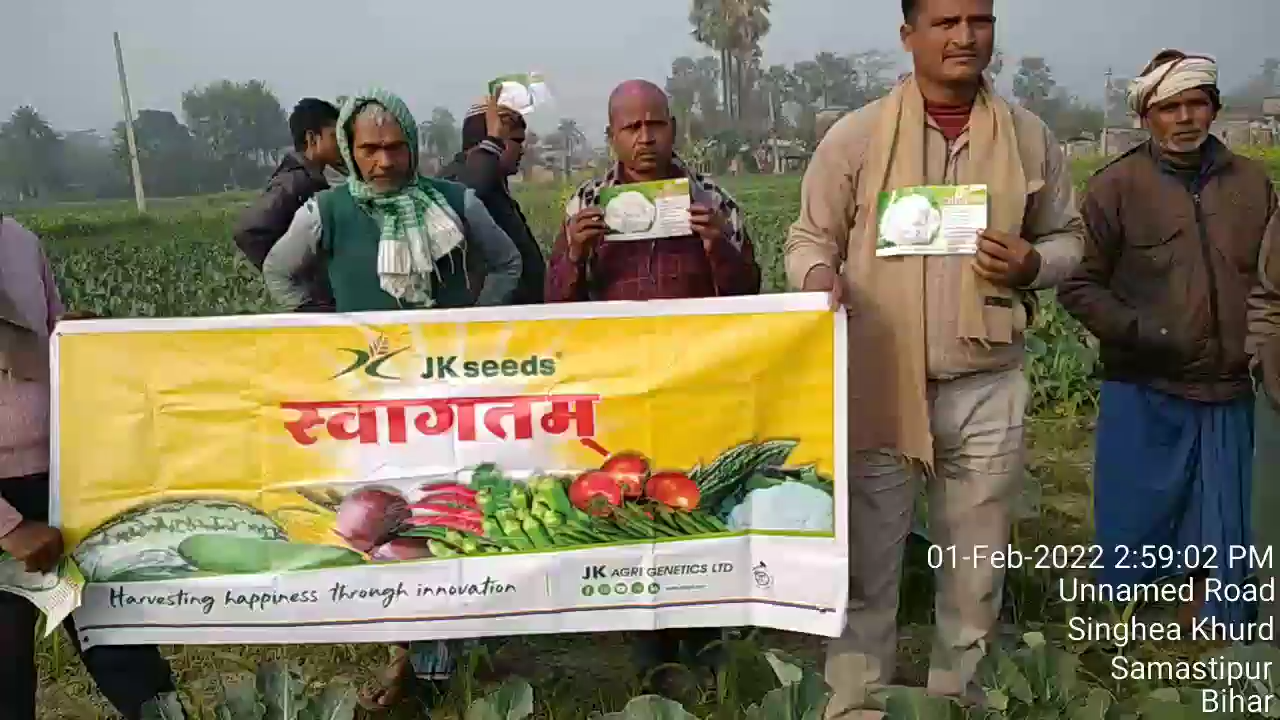 JK seeds
स्वागतम्
Harvesting happiness through innovation
JK AGRI GENETICS LTD
01-Feb-2022 2:59:02 PM
Unnamed Road
Singhea Khurd
Samastipur
Bihar